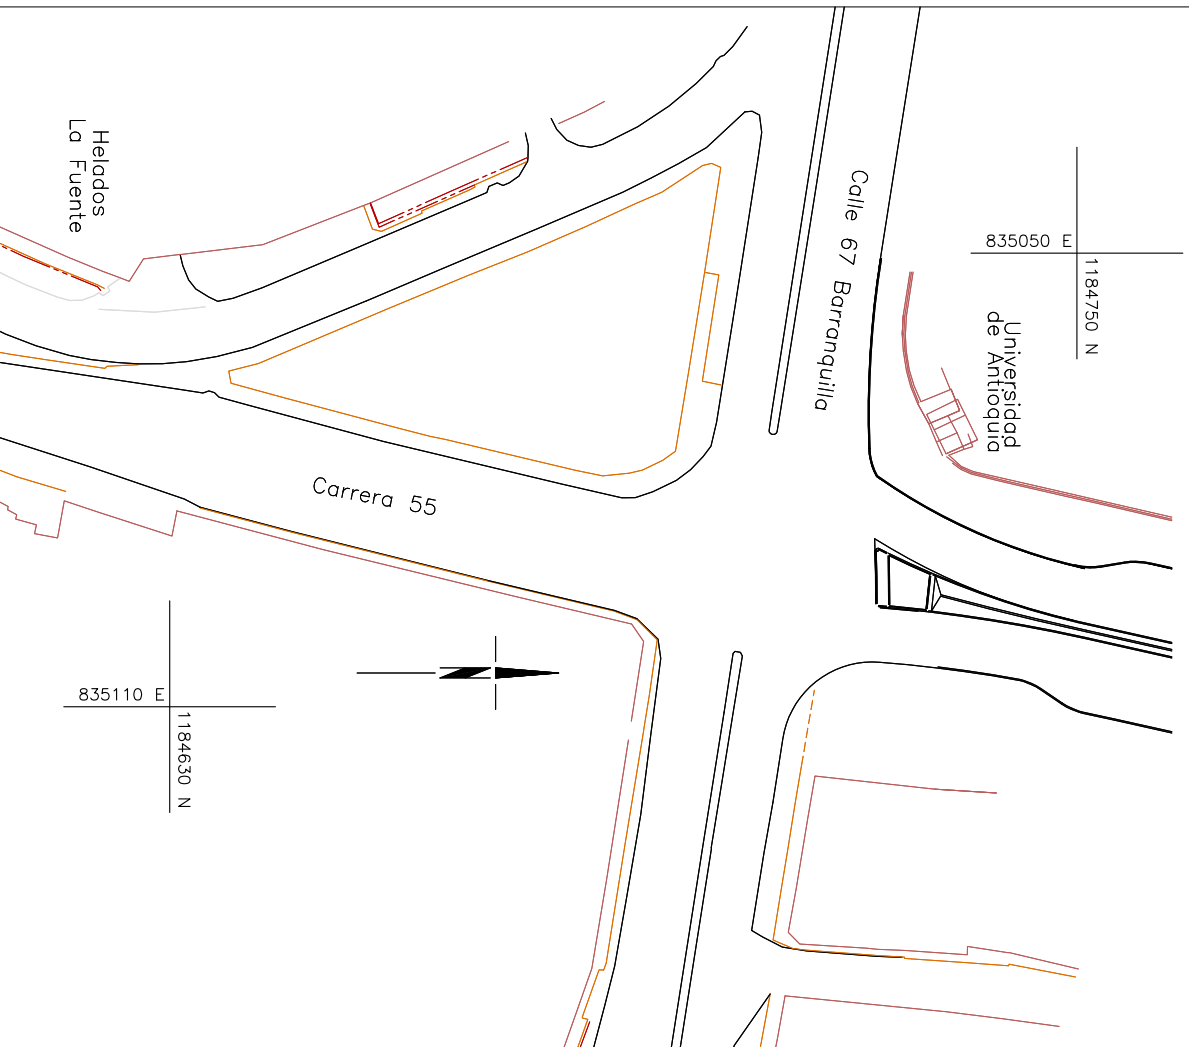 Helados
La Fuente
Calle 67 Barranquilla
835050 E
1184750 N
Universidad
de Antioquia
Carrera 55
835110 E
1184630 N